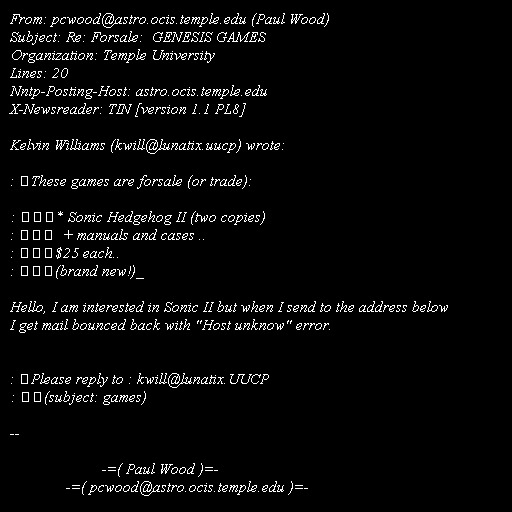 From: pcwood@astro.ocis.temple.edu (Paul Wood)
Subject: Re: Forsale:  GENESIS GAMES
Organization: Temple University
Lines: 20
Nntp-Posting-Host: astro.ocis.temple.edu
X-Newsreader: TIN [version 1.1 PL8]

Kelvin Williams (kwill@lunatix.uucp) wrote:

: □These games are forsale (or trade):

: □□□* Sonic Hedgehog II (two copies)
: □□□  + manuals and cases ..
: □□□$25 each..
: □□□(brand new!)_

Hello, I am interested in Sonic II but when I send to the address below
I get mail bounced back with "Host unknow" error.

: □Please reply to : kwill@lunatix.UUCP
: □□(subject: games)

--

-=( Paul Wood )=-
-=( pcwood@astro.ocis.temple.edu )=-